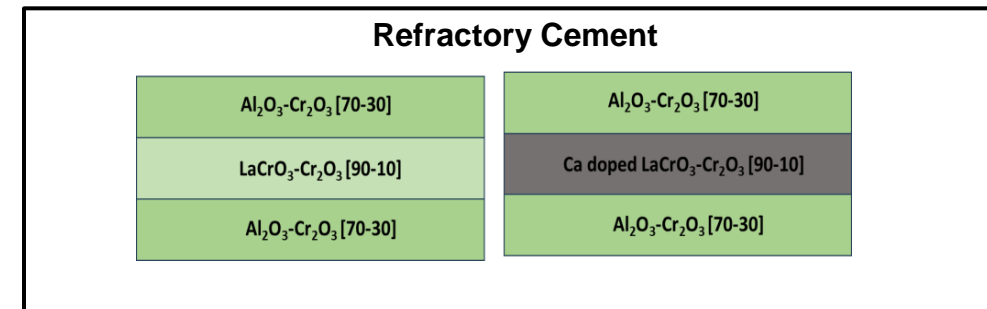 Refractory Cement
Al₂O₃-Cr₂O₃ [70-30]
LaCrO₃-Cr₂O₃ [90-10]
Al₂O₃-Cr₂O₃ [70-30]
Al₂O₃-Cr₂O₃ [70-30]
Ca doped LaCrO₃-Cr₂O₃ [90-10]
Al₂O₃-Cr₂O₃ [70-30]